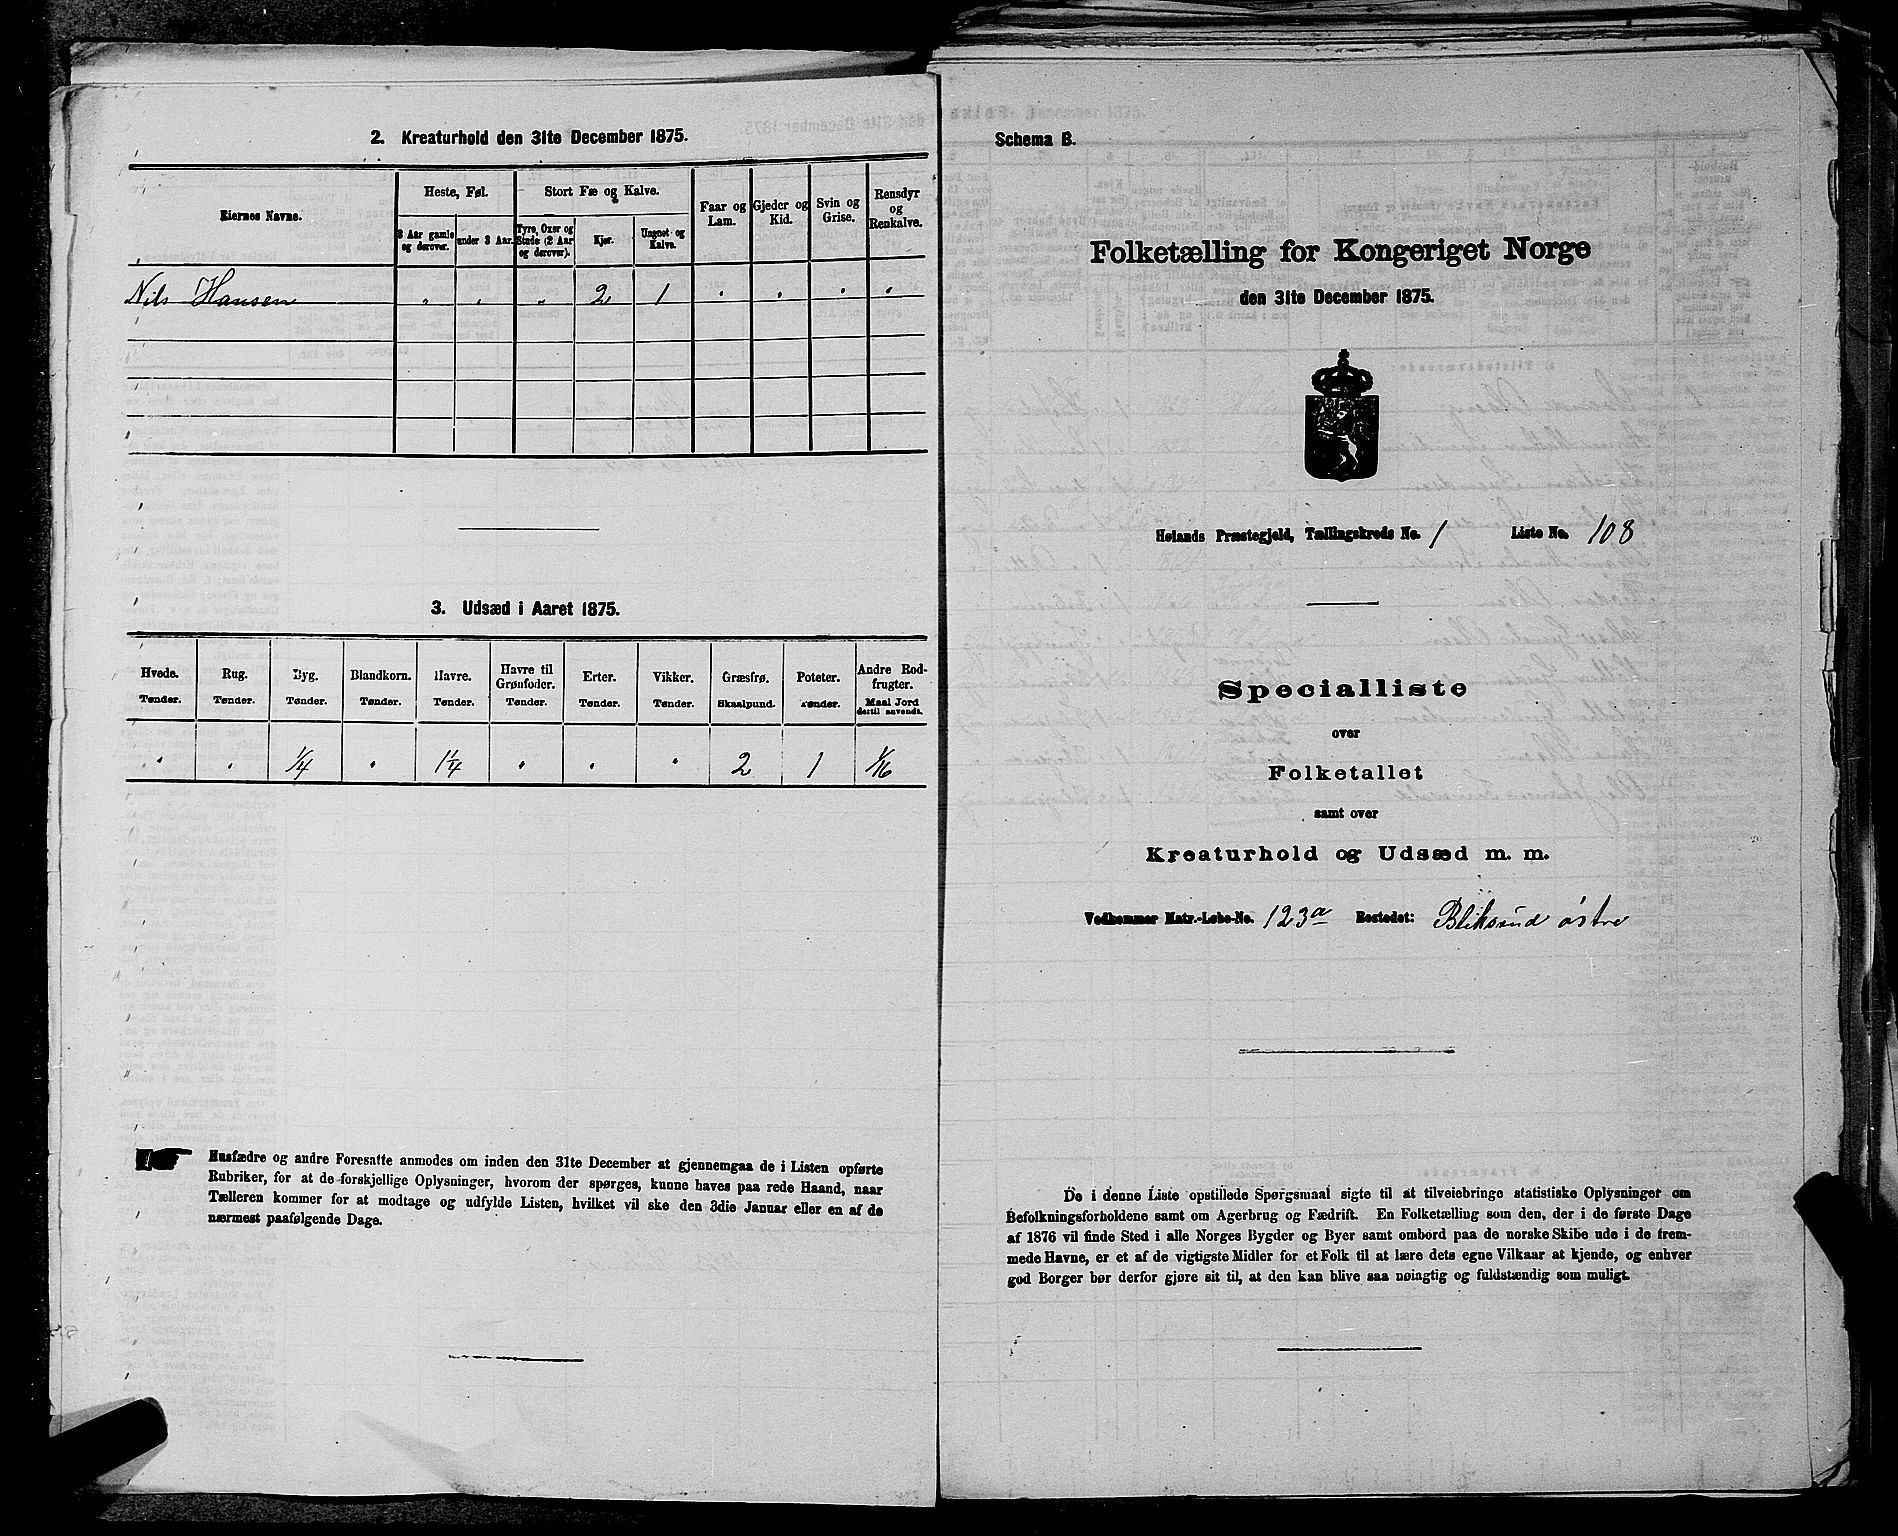 2. Kreaturhold den 31te December 1875.
Eiernes Navne.
Heste, Føl.
3 Aar gamle og derover.
under 3 Aar.
Stort Fæ og Kalve.
Tyre, Oxer og Stude (2 Aar og derover).
Kjør.
Ungnet og Kalve.
Faar og Lam.
Gjeder og Kid.
Svin og Grise.
Rensdyr og Renkalve.
Nils Hansen " " " 2 1 " " " "
3. Udsæd i Aaret 1875.
Hvede. Rug. Byg. Blandkorn. Havre. Havre til Grønfoder. Erter. Vikker. Græsfrø. Poteter. Andre Rodfrugter.
Tønder. Tønder. Tønder. Tønder. Tønder. Tønder. Tønder. Tønder. Skaalpund. Tønder. Maal Jord dertil anvendt.
" " 1/4 " 1 1/4 " " " 2 1 1/16
Husfædre og andre Foresatte anmodes om inden den 31te December at gjennemgaa de i Listen opførte
Rubriker, for at de forskjellige Oplysninger, hvorom der spørges, kunne haves paa rede Haand, naar
Tælleren kommer for at modtage og udfylde Listen, hvilket vil ske den 3die Januar eller en af de
nærmest paafølgende Dage.
Schema B.
Folketælling for Kongeriget Norge
den 31te December 1875.
Hølands Præstegjeld, Tællingskreds No. 1 Liste No. 108
Specialliste
over
Folketallet
samt over
Kreaturhold og Udsæd m. m.
Vedkommer Matr.-Løbe-No. 123a Bostedet: Bliksrud østre
De i denne Liste opstillede Spørgsmaal sigte til at tilveiebringe statistiske Oplysninger om
Befolkningsforholdene samt om Agerbrug og Fædrift. En Folketælling som den, der i de første Dage
af 1876 vil finde Sted i alle Norges Bygder og Byer samt ombord paa de norske Skibe ude i de frem-
mede Havne, er et af de vigtigste Midler for et Folk til at lære dets egne Vilkaar at kjende, og enhver
god Borger bør derfor gjøre sit til, at den kan blive saa nøiagtig og fuldstændig som muligt.